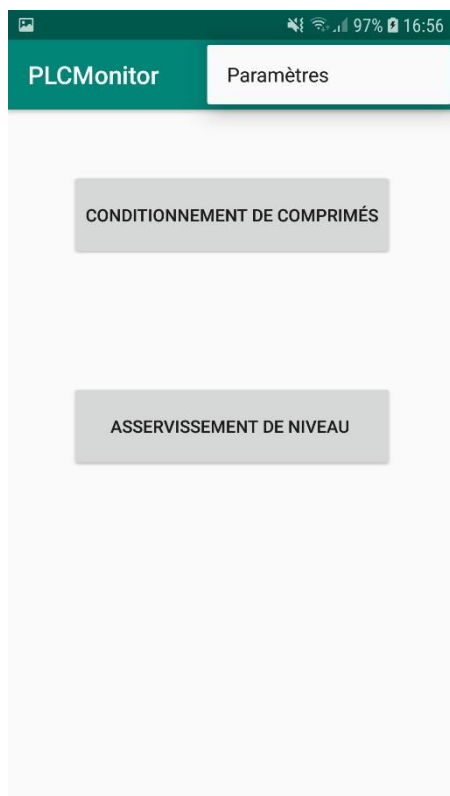 97% 16:56
PLCMonitor
Paramètres
CONDITIONNEMENT DE COMPRIMÉS
ASSERVISSEMENT DE NIVEAU